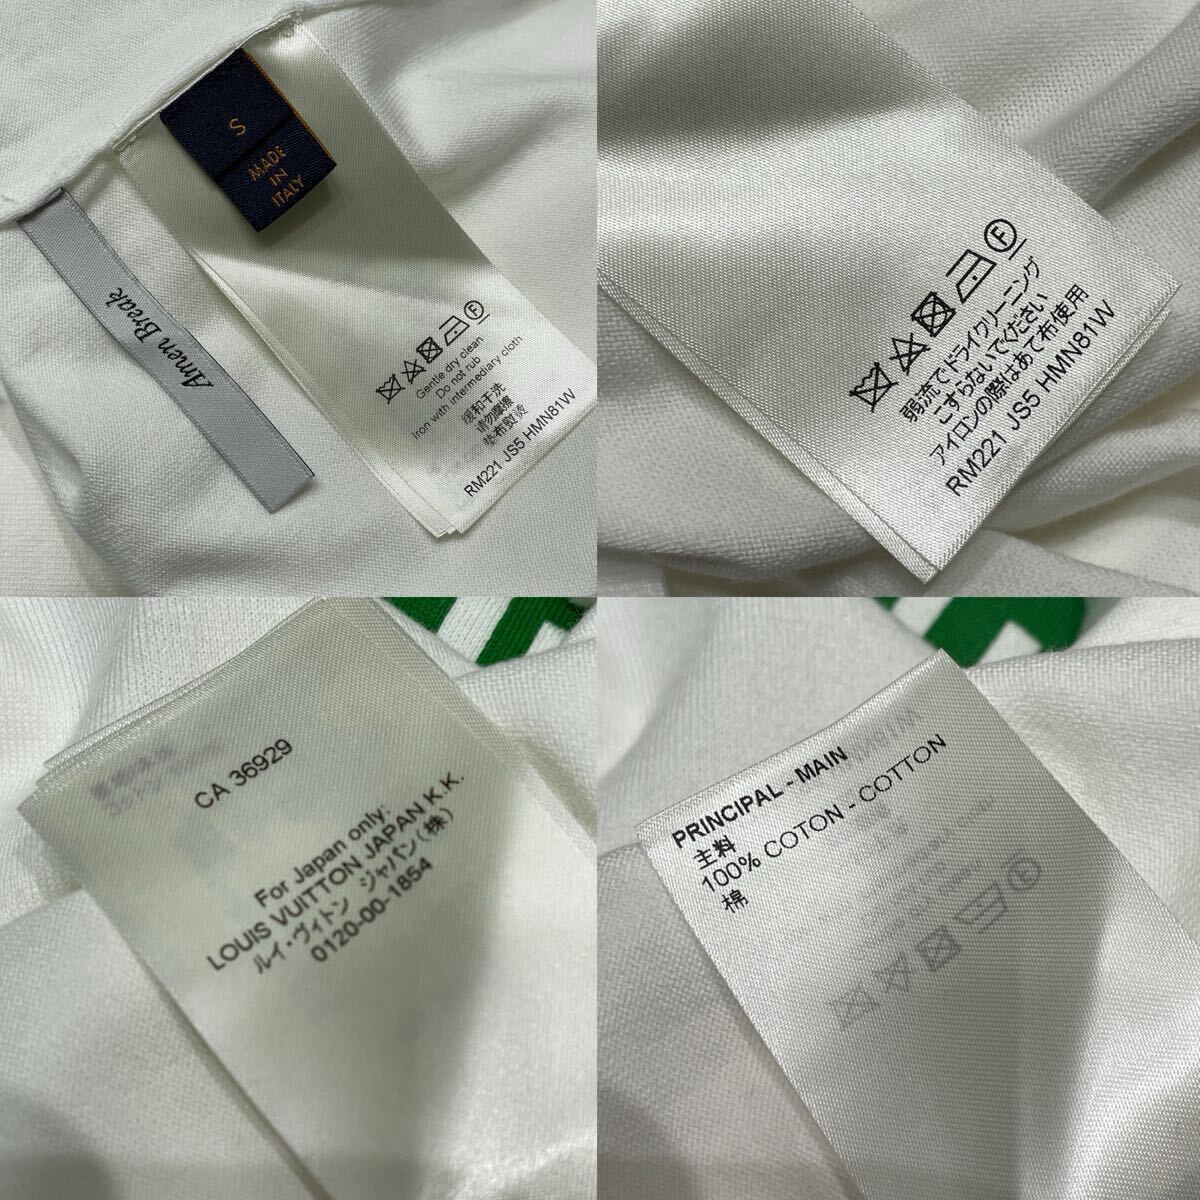 S
MADE
IN
ITALY
Amen Break
Gentle dry clean
Do not rub
Iron with intermediary cloth
缓和干洗
请勿摩擦
垫布熨烫
RM221 JS5 HMN81W
F
弱流でドライクリーニング
こすらないでください
アイロンの際はあて布使用
RM221 JS5 HMN81W
CA 36929
For Japan only:
LOUIS VUITTON JAPAN K.K.
ルイ・ヴィトン ジャパン(株)
0120-00-1854
PRINCIPAL - MAIN
主料
100% COTON - COTTON
棉